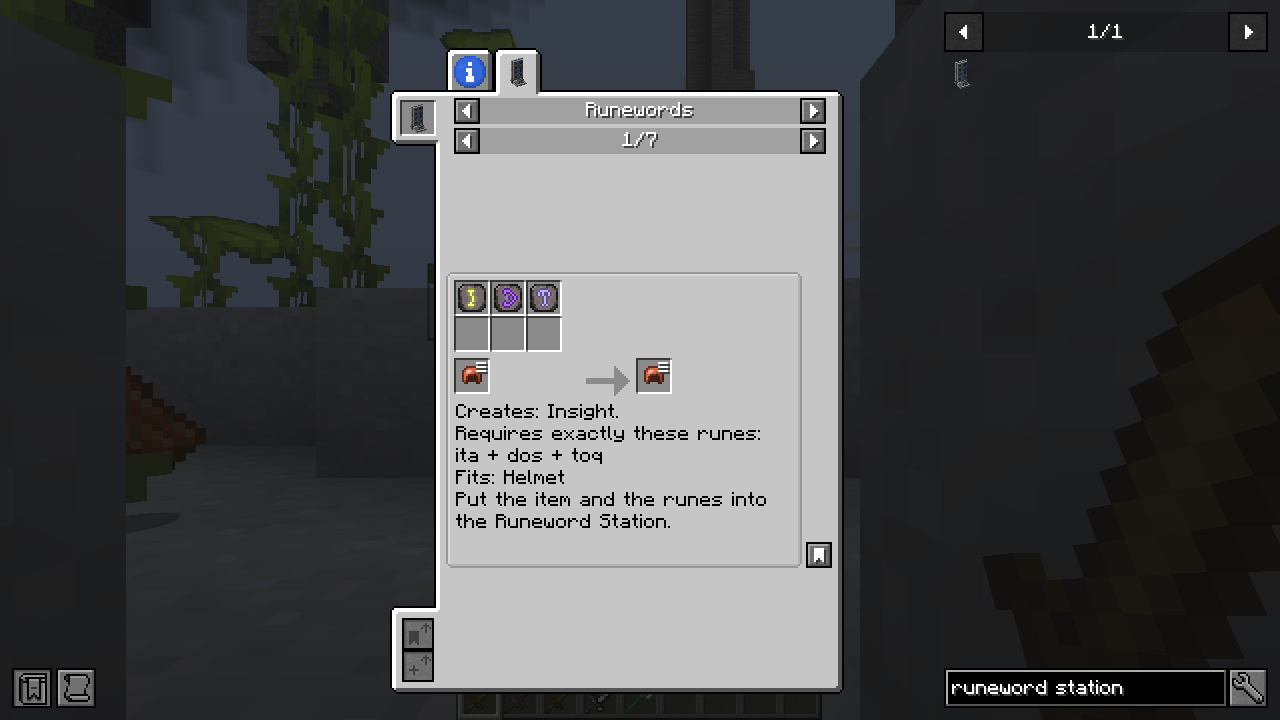 1/1
Runewords
1/7
Creates: Insight.
Requires exactly these runes:
ita + dos + toq
Fits: Helmet
Put the item and the runes into
the Runeword Station.
runeword station